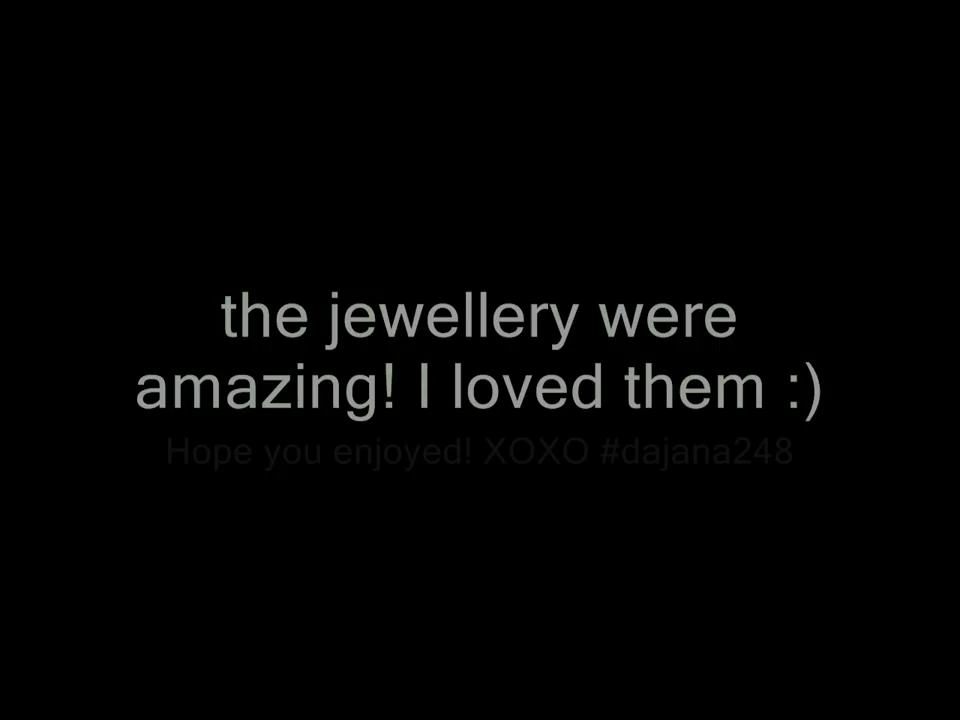 the jewellery were
amazing! I loved them :)
Hope you enjoyed! XOXO #dajana248